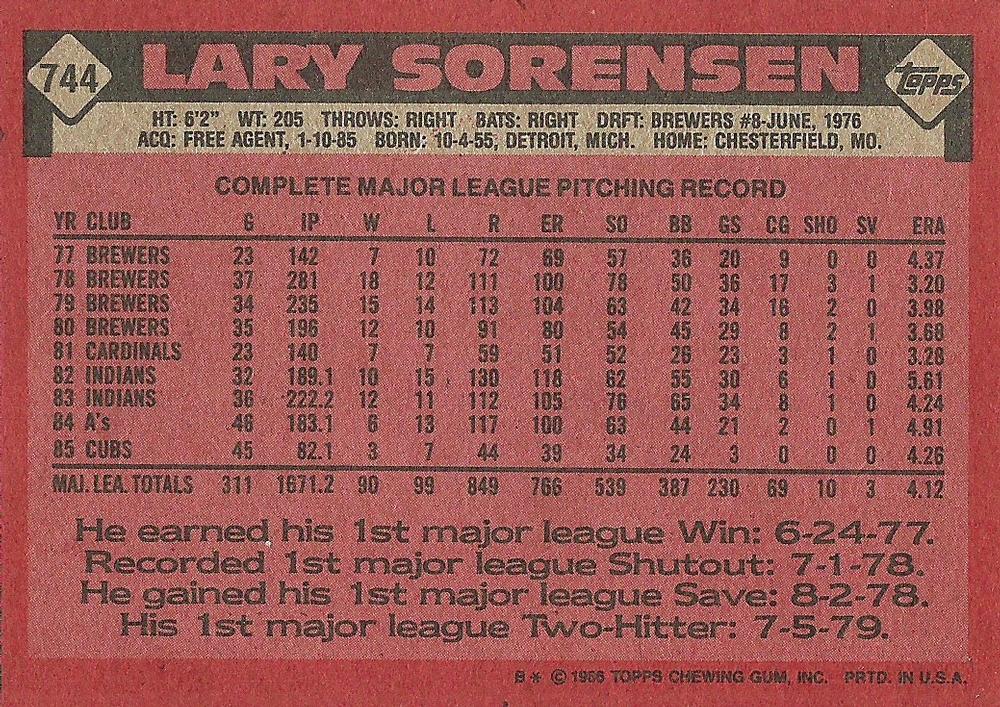 744 LARY SORENSEN Topps
HT: 6'2" WT: 205 THROWS: RIGHT BATS: RIGHT DRFT: BREWERS #8-JUNE, 1976
ACQ: FREE AGENT, 1-10-85 BORN: 10-4-55, DETROIT, MICH. HOME: CHESTERFIELD, MO.
COMPLETE MAJOR LEAGUE PITCHING RECORD
YR CLUB G IP W L R ER SO BB GS CG SHO SV ERA
77 BREWERS 23 142 7 10 72 69 57 36 20 9 0 0 4.37
78 BREWERS 37 281 18 12 111 100 78 50 36 17 3 1 3.20
79 BREWERS 34 235 15 14 113 104 63 42 34 16 2 0 3.98
80 BREWERS 35 196 12 10 91 80 54 45 29 8 2 1 3.68
81 CARDINALS 23 140 7 7 59 51 52 26 23 3 1 0 3.28
82 INDIANS 32 189.1 10 15 130 118 62 55 30 6 1 0 5.61
83 INDIANS 36 222.2 12 11 112 105 76 65 34 8 1 0 4.24
84 A's 46 183.1 6 13 117 100 63 44 21 2 0 1 4.91
85 CUBS 45 82.1 3 7 44 39 34 24 3 0 0 0 4.26
MAJ. LEA. TOTALS 311 1671.2 90 99 849 766 539 387 230 69 10 3 4.12
He earned his 1st major league Win: 6-24-77.
Recorded 1st major league Shutout: 7-1-78.
He gained his 1st major league Save: 8-2-78.
His 1st major league Two-Hitter: 7-5-79.
B * © 1986 TOPPS CHEWING GUM, INC. PRTD. IN U.S.A.